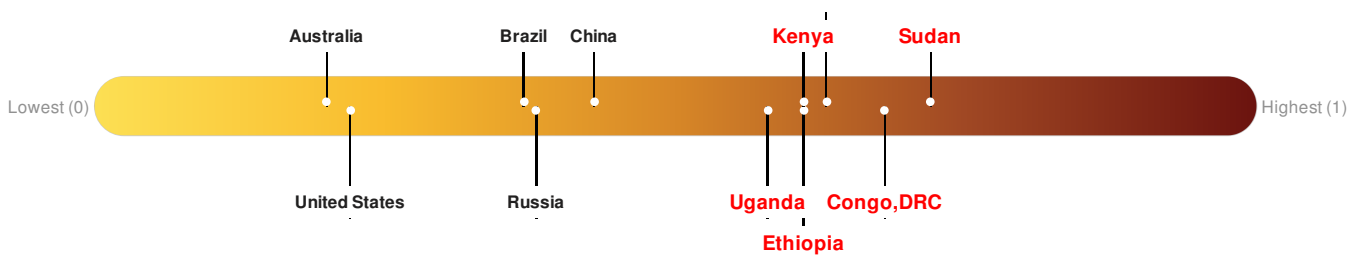 Australia Brazil China Kenya Sudan
Lowest (0) Highest (1)
United States Russia Uganda Congo,DRC
Ethiopia